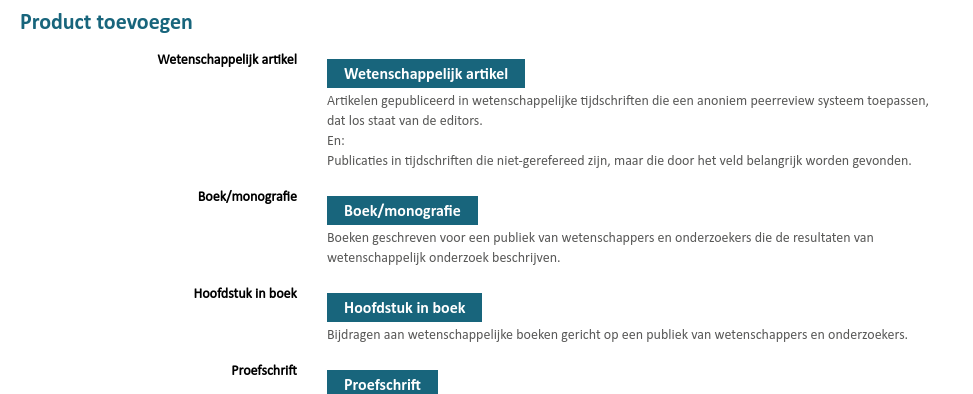 Product toevoegen
Wetenschappelijk artikel
Wetenschappelijk artikel
Artikelen gepubliceerd in wetenschappelijke tijdschriften die een anoniem peerreview systeem toepassen,
dat los staat van de editors.
En:
Publicaties in tijdschriften die niet-gerefereed zijn, maar die door het veld belangrijk worden gevonden.
Boek/monografie
Boek/monografie
Boeken geschreven voor een publiek van wetenschappers en onderzoekers die de resultaten van
wetenschappelijk onderzoek beschrijven.
Hoofdstuk in boek
Hoofdstuk in boek
Bijdragen aan wetenschappelijke boeken gericht op een publiek van wetenschappers en onderzoekers.
Proefschrift
Proefschrift